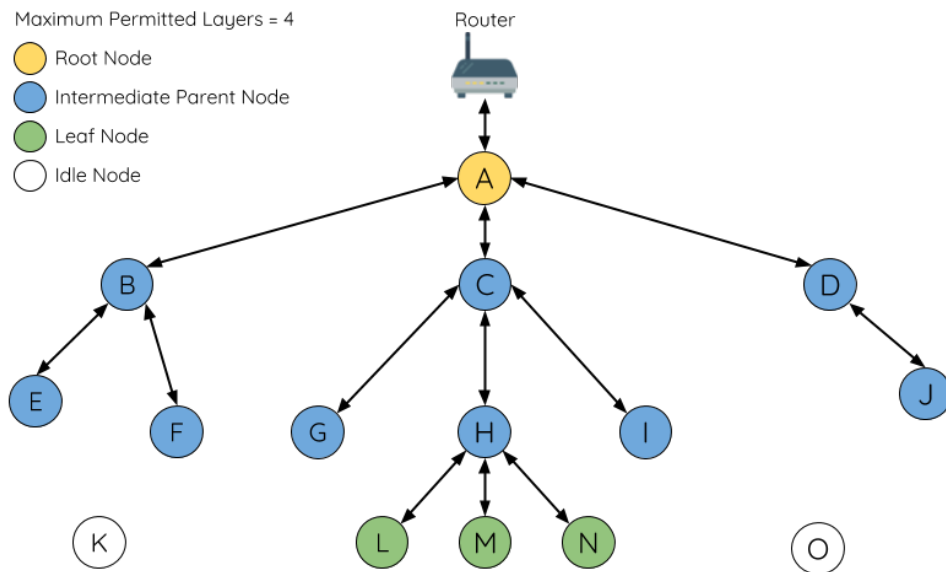 Maximum Permitted Layers = 4
Router
Root Node
Intermediate Parent Node
Leaf Node
Idle Node
A
B
C
D
E
F
G
H
I
J
K
L
M
N
O